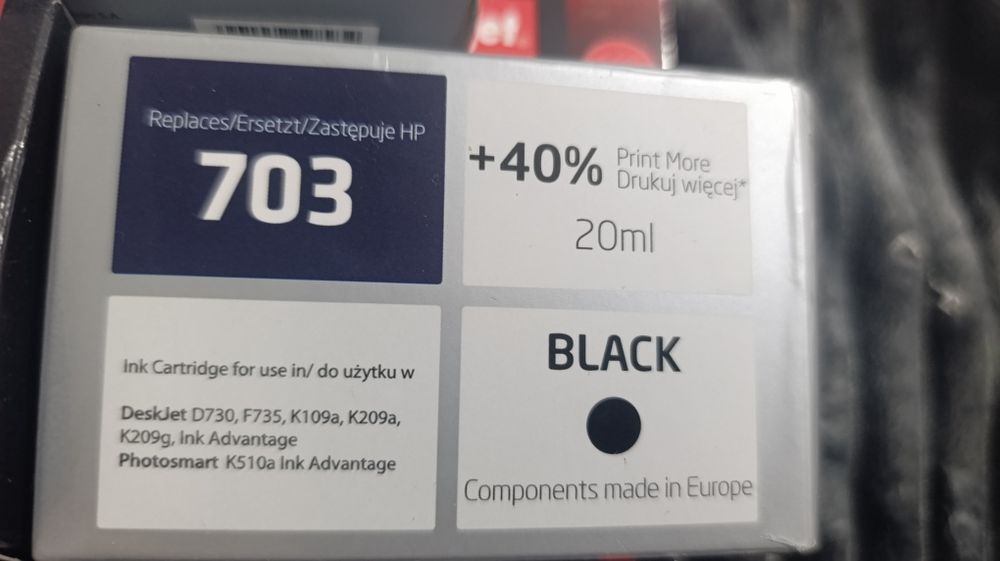 et
Replaces/Ersetzt/Zastępuje HP
703
+40% Print More
Drukuj więcej*
20ml
Ink Cartridge for use in/ do użytku w
DeskJet D730, F735, K109a, K209a,
K209g, Ink Advantage
Photosmart K510a Ink Advantage
BLACK
Components made in Europe